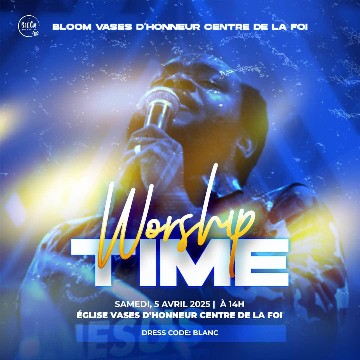 BLOOM VASES D'HONNEUR CENTRE DE LA FOI
Worship
TIME
SAMEDI, 5 AVRIL 2025 | À 14H
ÉGLISE VASES D'HONNEUR CENTRE DE LA FOI
DRESS CODE: BLANC